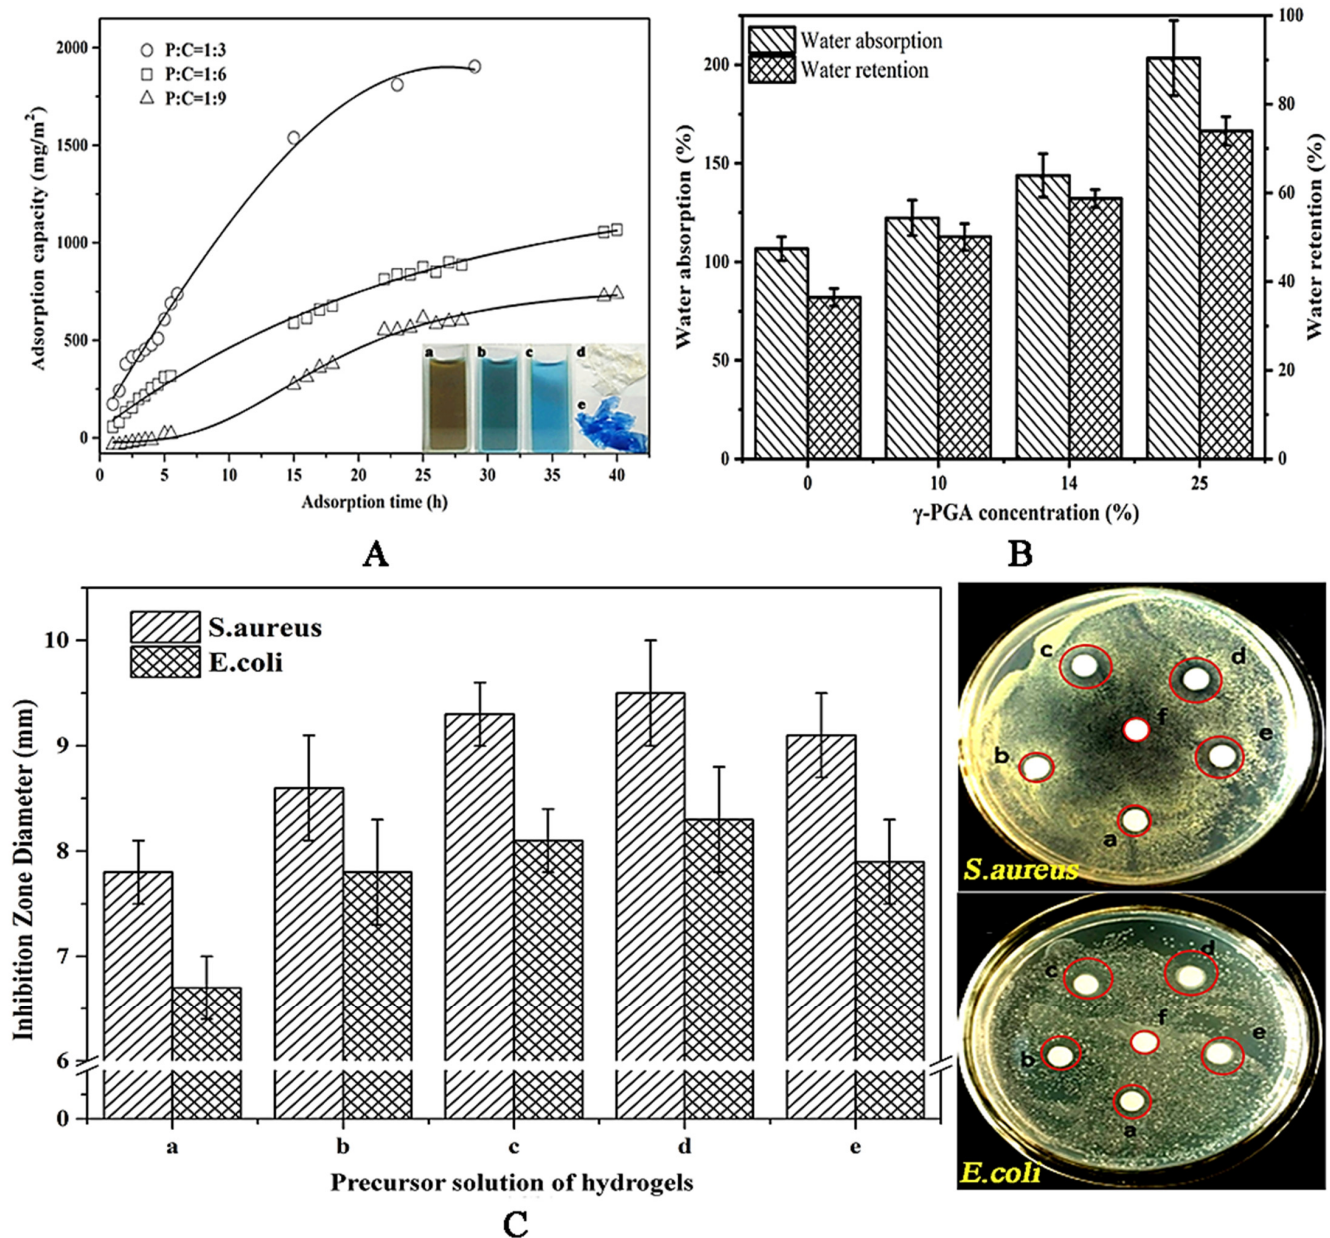 2000
1500
1000
500
0
Adsorption capacity (mg/m²)
P:C=1:3
P:C=1:6
P:C=1:9
a
b
c
d
e
0 5 10 15 20 25 30 35 40
Adsorption time (h)
A
200
150
100
50
0
Water absorption (%)
Water absorption
Water retention
100
80
60
40
20
0
Water retention (%)
0 10 14 25
γ-PGA concentration (%)
B
10
9
8
7
6
0
Inhibition Zone Diameter (mm)
S.aureus
E.coli
a b c d e
Precursor solution of hydrogels
C
c
d
f
e
b
a
S.aureus
d
c
f
e
b
a
E.coli